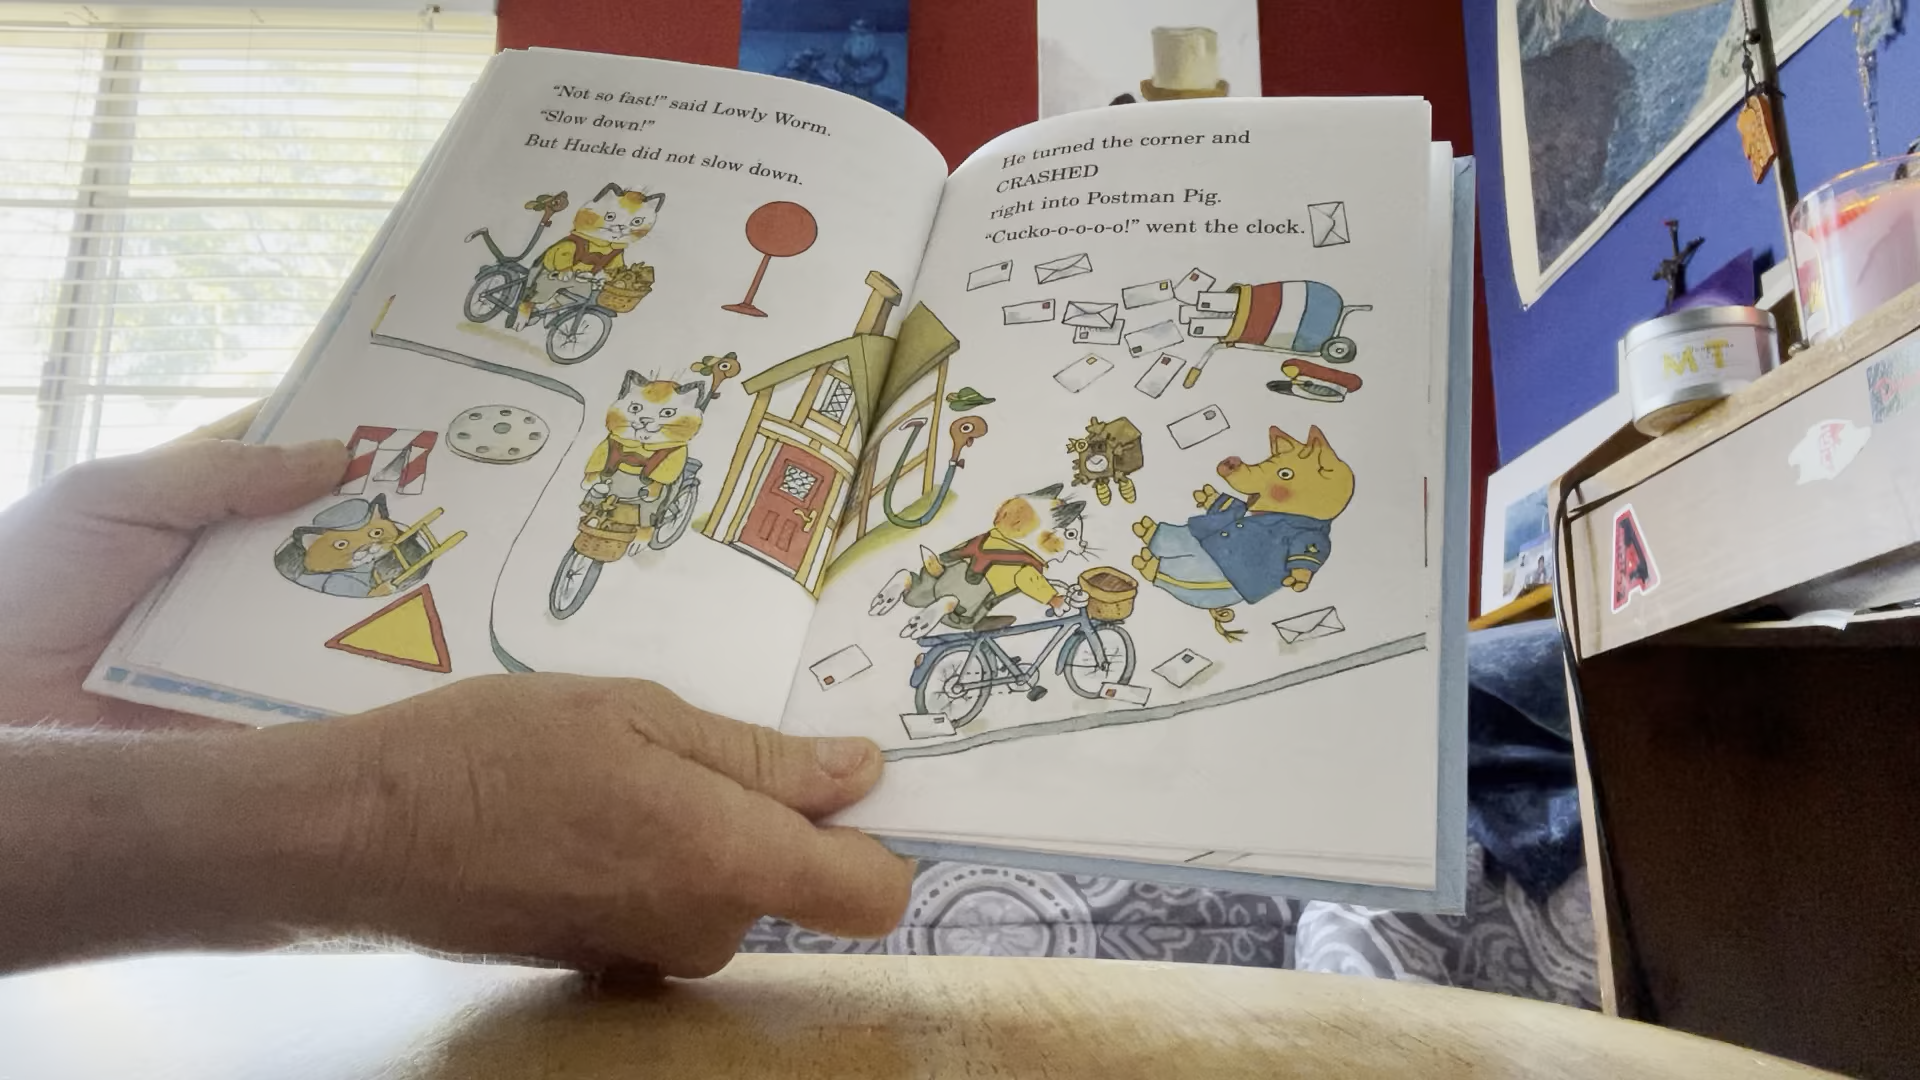 "Not so fast!" said Lowly Worm.
"Slow down!"
But Huckle did not slow down.
He turned the corner and
CRASHED
right into Postman Pig.
"Cucko-o-o-o-o!" went the clock.
A